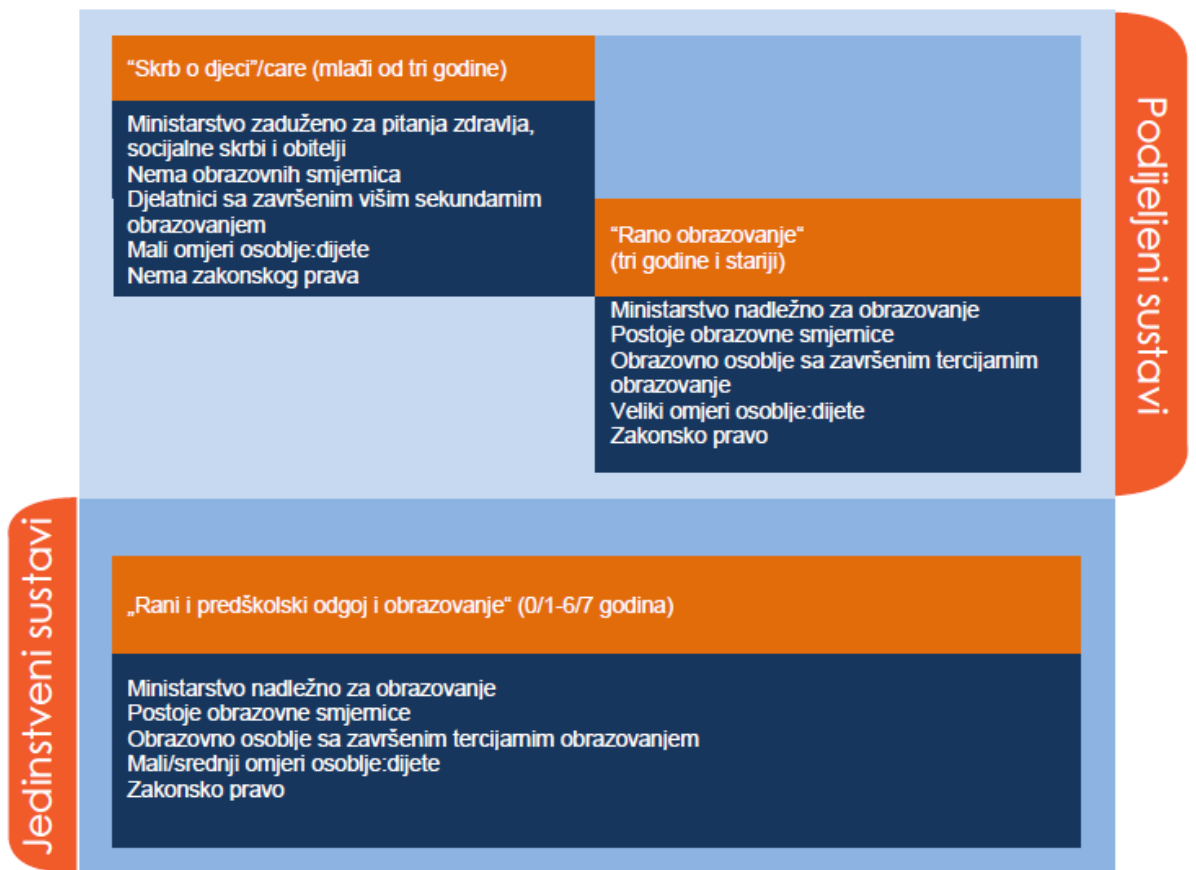 “Skrb o djeci”/care (mlađi od tri godine)
Ministarstvo zaduženo za pitanja zdravlja,
socijalne skrbi i obitelji
Nema obrazovnih smjernica
Djelatnici sa završenim višim sekundarnim
obrazovanjem
Mali omjeri osoblje:dijete
Nema zakonskog prava
“Rano obrazovanje“
(tri godine i stariji)
Ministarstvo nadležno za obrazovanje
Postoje obrazovne smjernice
Obrazovno osoblje sa završenim tercijarnim
obrazovanje
Veliki omjeri osoblje:dijete
Zakonsko pravo
Podijeljeni sustavi
Jedinstveni sustavi
„Rani i predškolski odgoj i obrazovanje“ (0/1-6/7 godina)
Ministarstvo nadležno za obrazovanje
Postoje obrazovne smjernice
Obrazovno osoblje sa završenim tercijarnim obrazovanjem
Mali/srednji omjeri osoblje:dijete
Zakonsko pravo